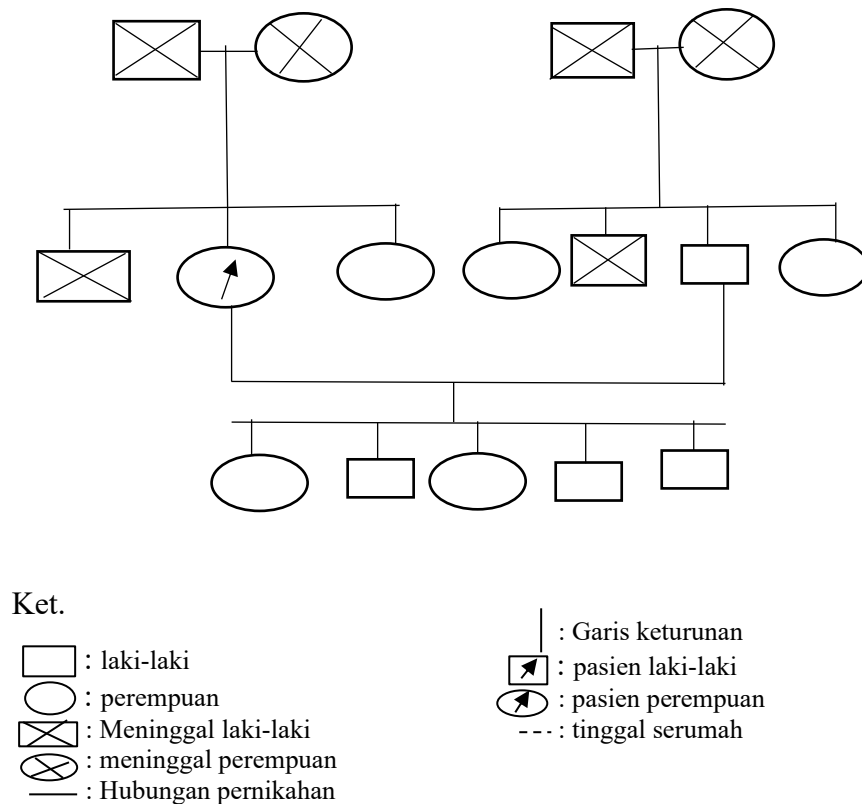 Ket.
: laki-laki
: perempuan
: Meninggal laki-laki
: meninggal perempuan
: Hubungan pernikahan
: Garis keturunan
: pasien laki-laki
: pasien perempuan
: tinggal serumah